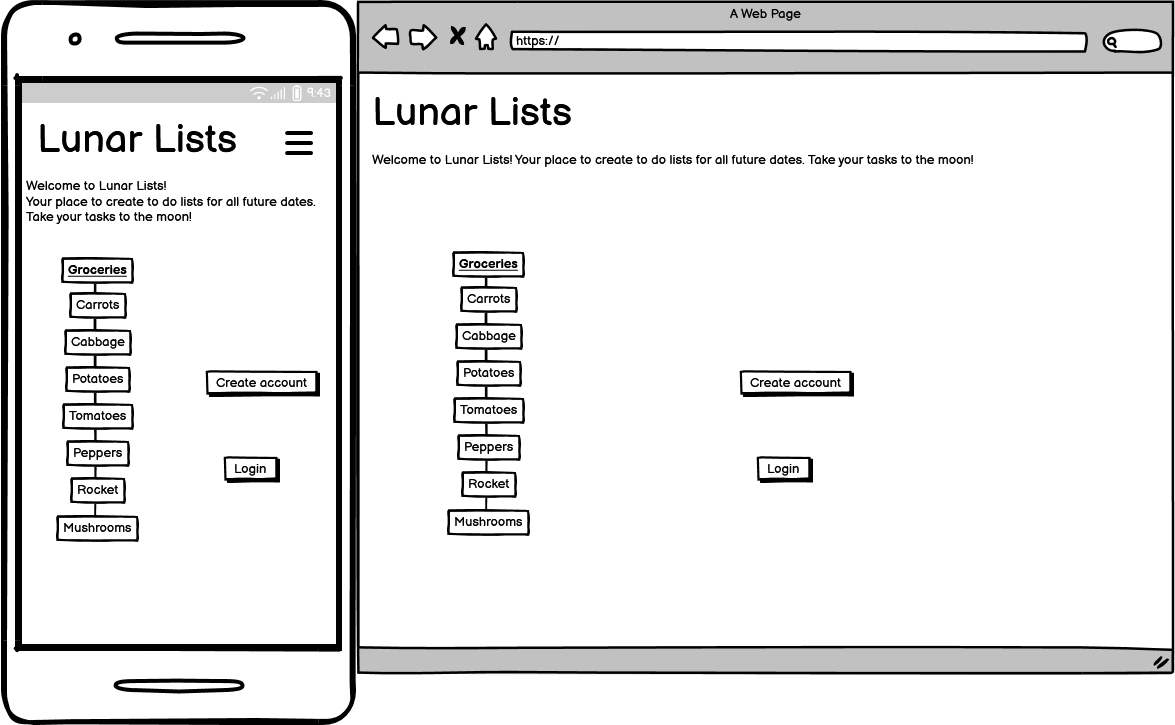 9:43
Lunar Lists
Welcome to Lunar Lists!
Your place to create to do lists for all future dates.
Take your tasks to the moon!
Groceries
Carrots
Cabbage
Potatoes
Create account
Tomatoes
Peppers
Login
Rocket
Mushrooms
A Web Page
https://
Lunar Lists
Welcome to Lunar Lists! Your place to create to do lists for all future dates. Take your tasks to the moon!
Groceries
Carrots
Cabbage
Potatoes
Create account
Tomatoes
Peppers
Login
Rocket
Mushrooms